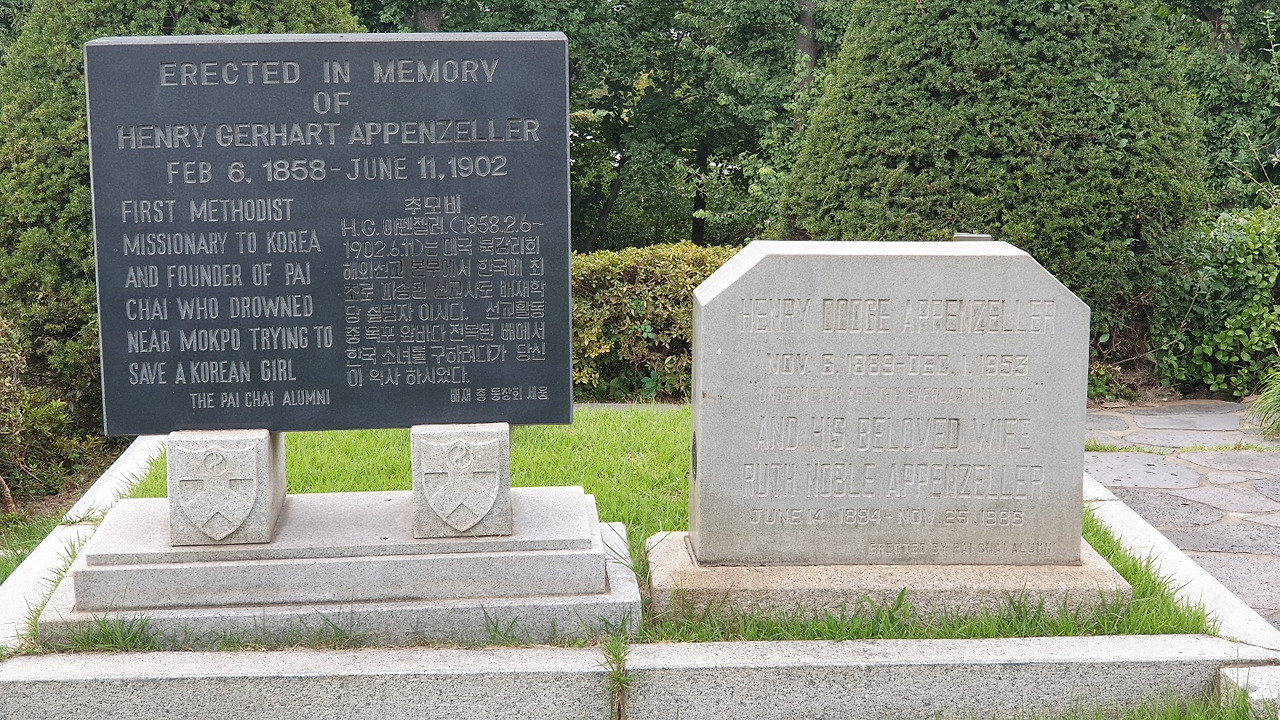 ERECTED IN MEMORY
OF
HENRY GERHART APPENZELLER
FEB 6, 1858 - JUNE 11, 1902
FIRST METHODIST
MISSIONARY TO KOREA
AND FOUNDER OF PAI
CHAI WHO DROWNED
NEAR MOKPO TRYING TO
SAVE A KOREAN GIRL
THE PAI CHAI ALUMNI
추모비
H.G. 아펜젤러 (1858.2.6~
1902.6.11)는 미국 북감리회
해외선교 본부에서 한국에 최
초로 파송된 선교사로 배재학
당 설립자 이시다. 선교활동
중 목포 앞바다 전복된 배에서
한국 소녀를 구하려다가 당신
이 익사 하시었다.
배재 총 동창회 세움
HENRY DODGE APPENZELLER
NOV. 6. 1889-DEC. 1. 1953
"UNDERNEATH ARE THE EVERLASTING ARMS"
AND HIS BELOVED WIFE
RUTH NOBLE APPENZELLER
JUNE 14. 1894-NOV. 25. 1986
ERECTED BY PAI CHAI ALUMNI